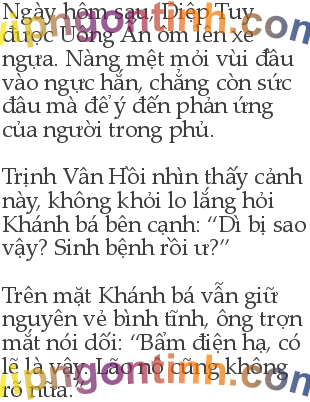 Ngày hôm sau, Diệp Tuy
được Uông Ấn ôm lên xe
ngựa. Nàng mệt mỏi vùi đầu
vào ngực hắn, chẳng còn sức
đâu mà để ý đến phản ứng
của người trong phủ.
Trịnh Vân Hồi nhìn thấy cảnh
này, không khỏi lo lắng hỏi
Khánh bá bên cạnh: “Dì bị sao
vậy? Sinh bệnh rồi ư?”
Trên mặt Khánh bá vẫn giữ
nguyên vẻ bình tĩnh, ông trợn
mắt nói dối: “Bẩm điện hạ, có
lẽ là vậy. Lão nô cũng không
rõ nữa.”
vipngontinh.com
vipngontinh.com